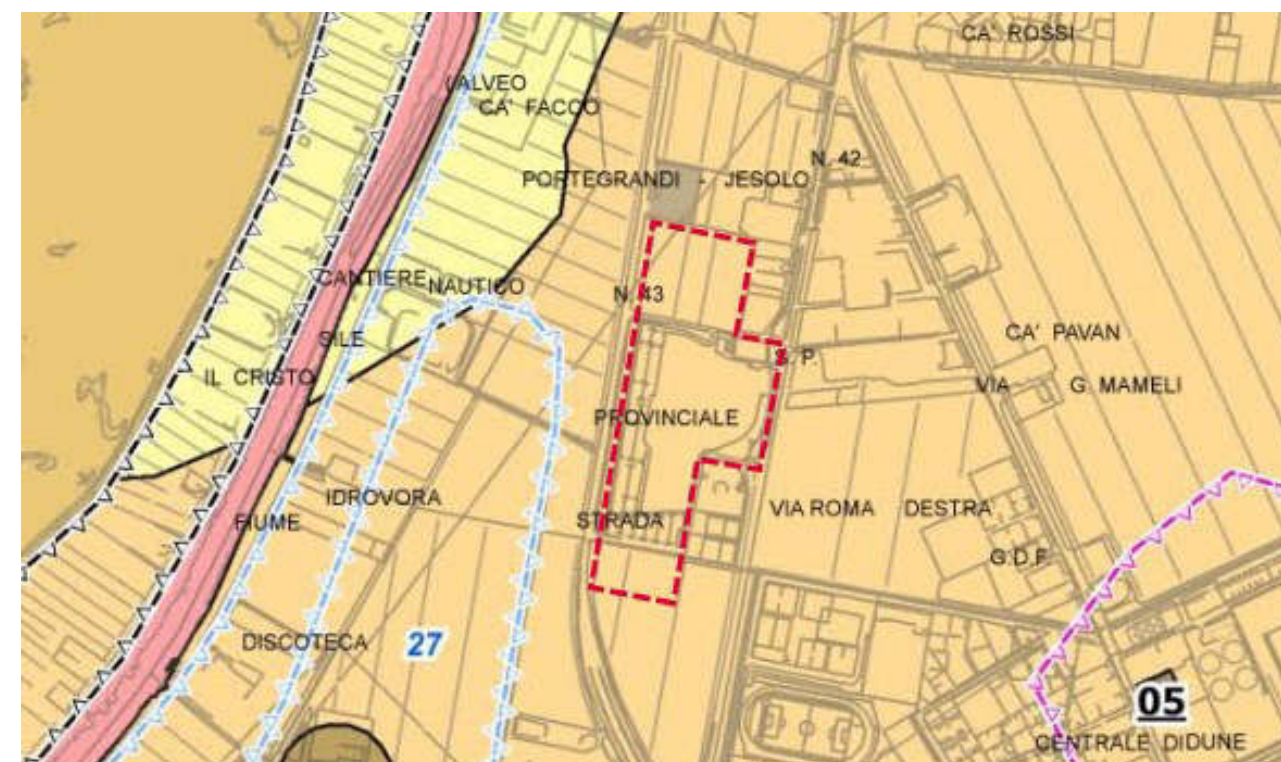 CA' ROSSI
(ALVEO
CA' FACCO
N. 42
PORTEGRANDI - JESOLO
CANTIERE NAUTICO
N. 43
SILE
CA' PAVAN
S. P.
IL CRISTO
VIA G. MAMELI
PROVINCIALE
IDROVORA
VIA ROMA DESTRA
FIUME
STRADA
G.D.F.
DISCOTECA
27
05
CENTRALE DIDUNE